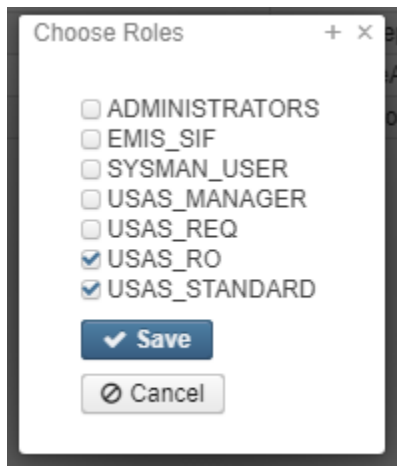 Choose Roles
ADMINISTRATORS
EMIS_SIF
SYSMAN_USER
USAS_MANAGER
USAS_REQ
USAS_RO
USAS_STANDARD
Save
Cancel